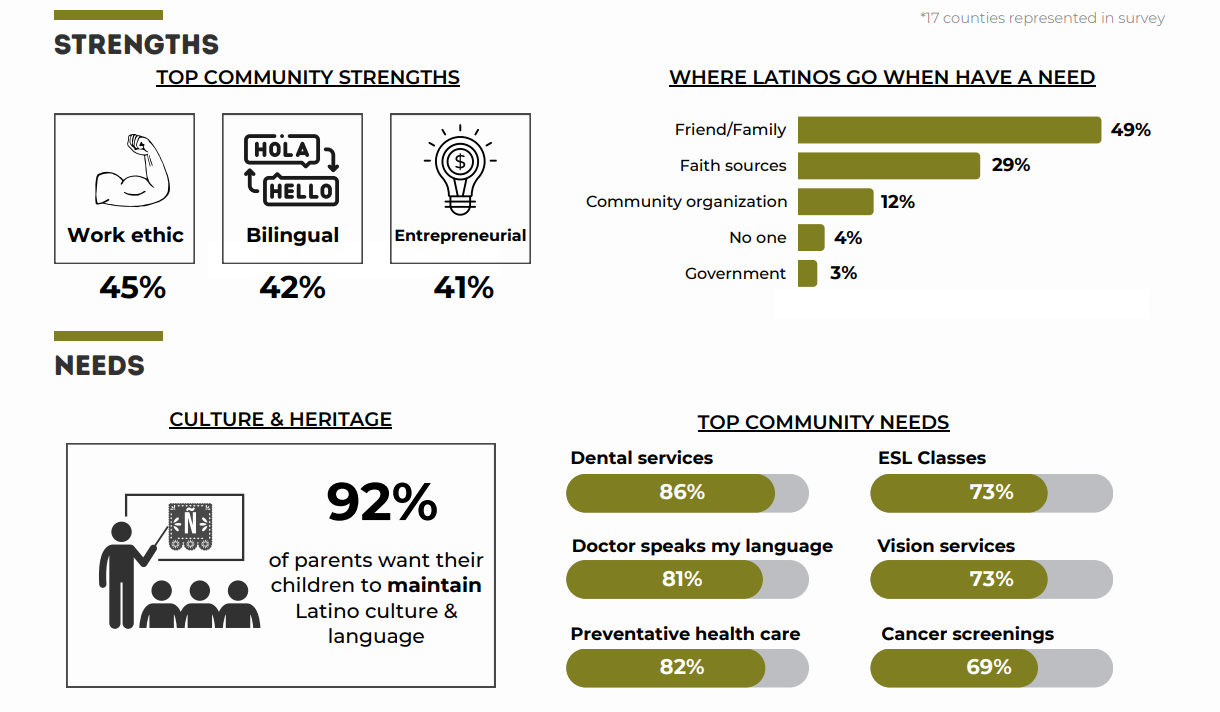 *17 counties represented in survey
STRENGTHS
TOP COMMUNITY STRENGTHS
HOLA
HELLO
$
Work ethic
Bilingual
Entrepreneurial
45%
42%
41%
WHERE LATINOS GO WHEN HAVE A NEED
Friend/Family 49%
Faith sources 29%
Community organization 12%
No one 4%
Government 3%
NEEDS
CULTURE & HERITAGE
Ñ
92%
of parents want their
children to maintain
Latino culture &
language
TOP COMMUNITY NEEDS
Dental services
86%
ESL Classes
73%
Doctor speaks my language
81%
Vision services
73%
Preventative health care
82%
Cancer screenings
69%